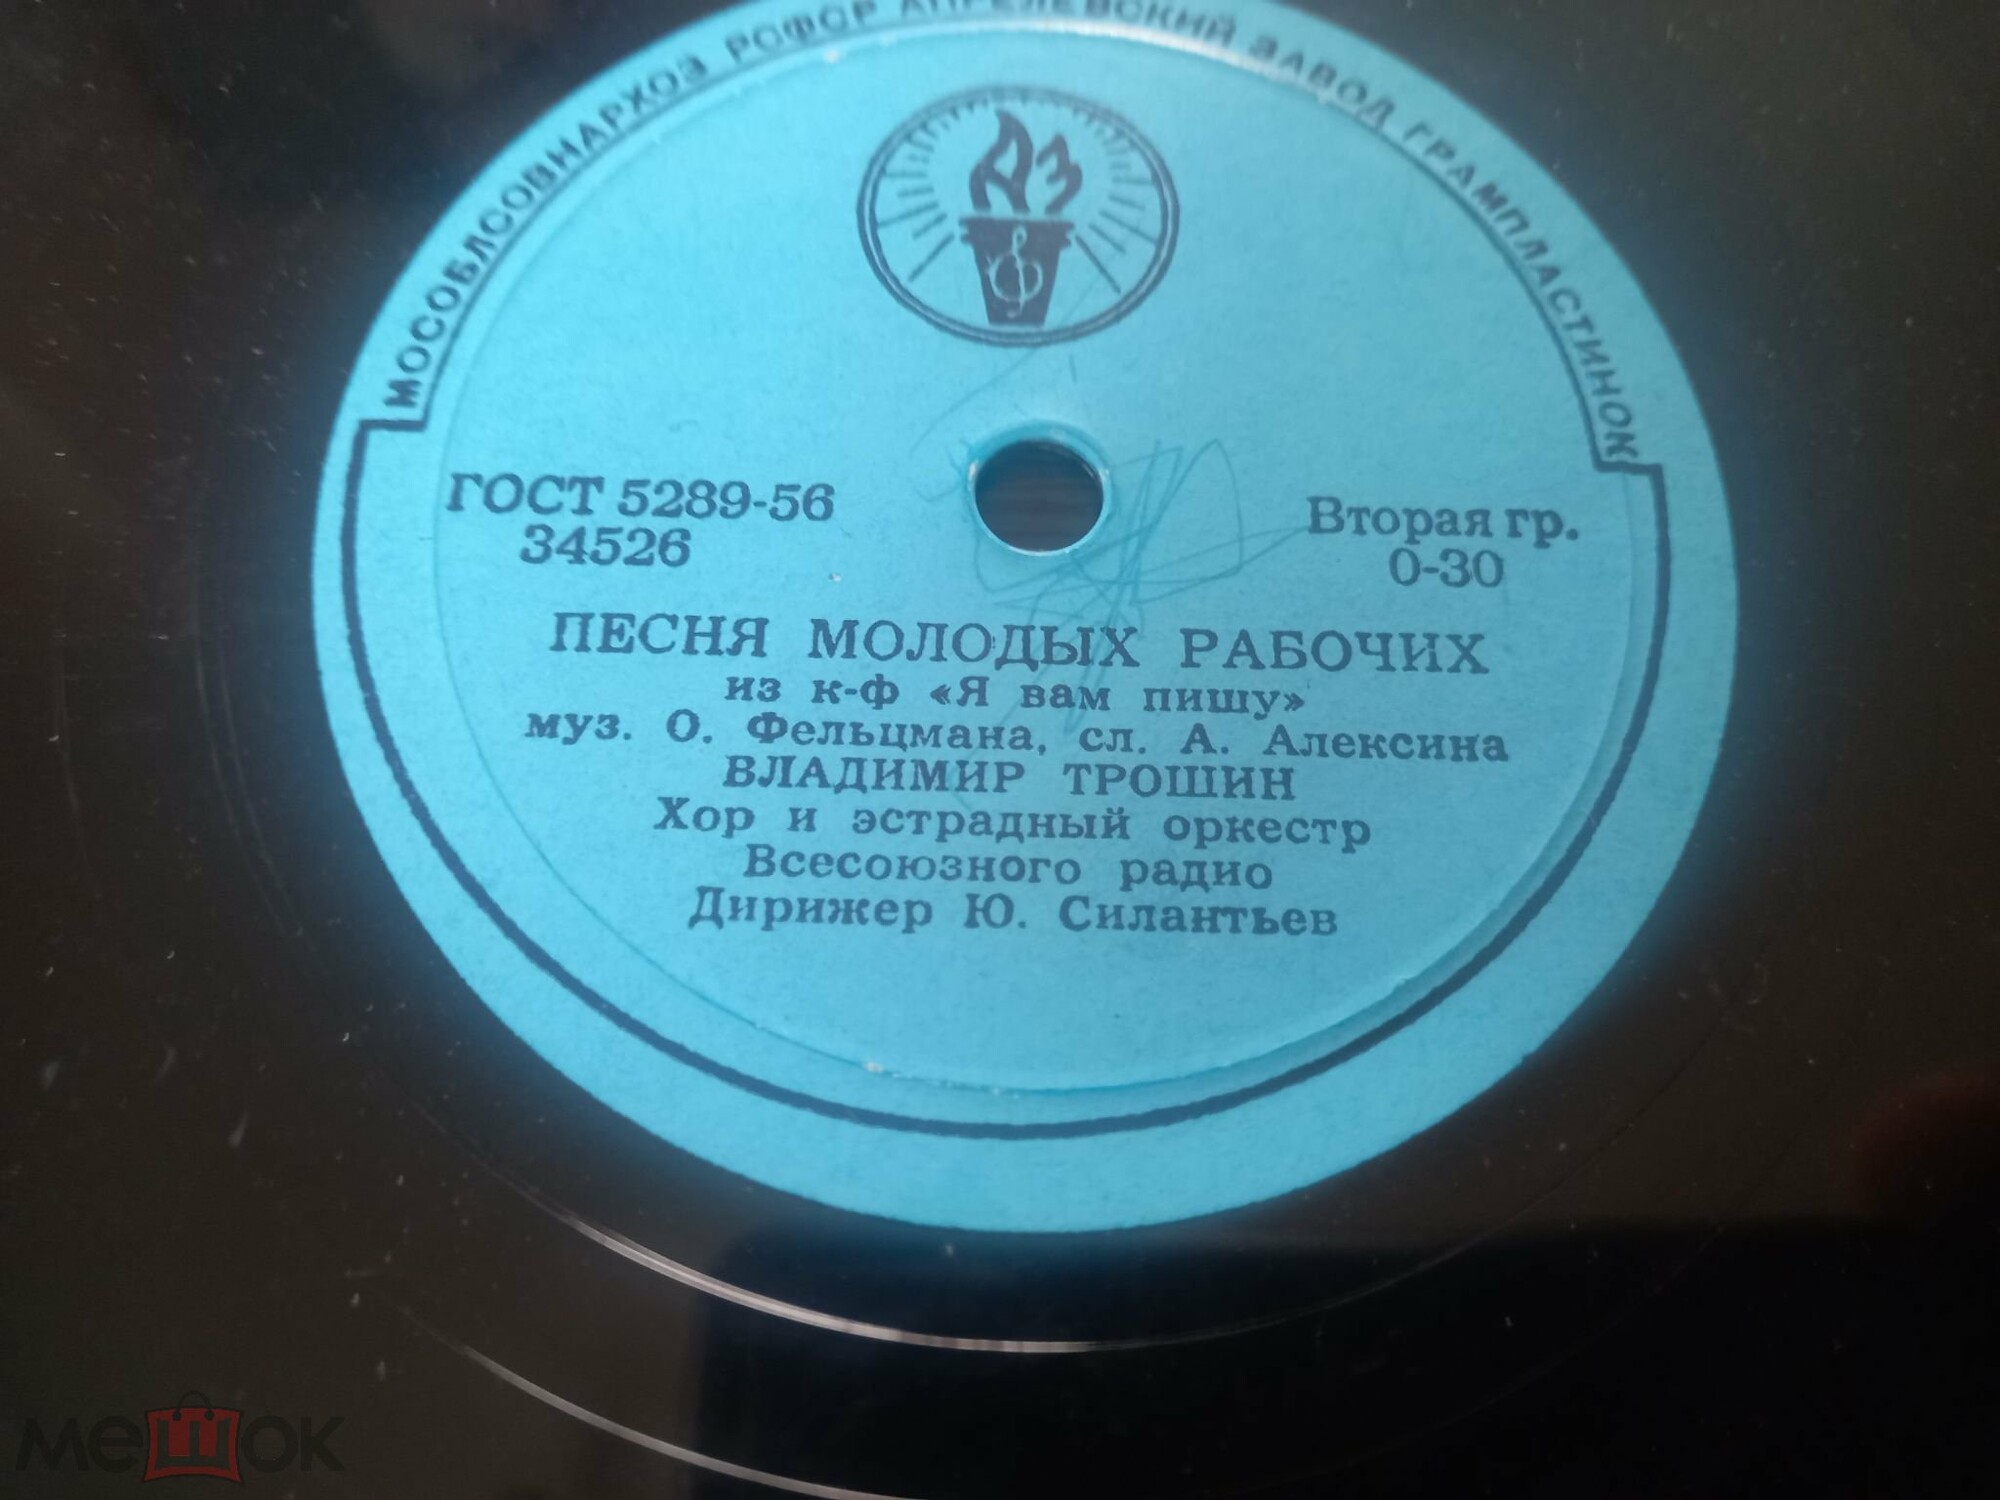 МОСОБЛСОВНАРХОЗ РСФСР АПРЕЛЕВСКИЙ ЗАВОД ГРАМПЛАСТИНОК
АЗ
ГОСТ 5289-56
34526
Вторая гр.
0-30
ПЕСНЯ МОЛОДЫХ РАБОЧИХ
из к-ф «Я вам пишу»
муз. О. Фельцмана, сл. А. Алексина
ВЛАДИМИР ТРОШИН
Хор и эстрадный оркестр
Всесоюзного радио
Дирижер Ю. Силантьев
мешок